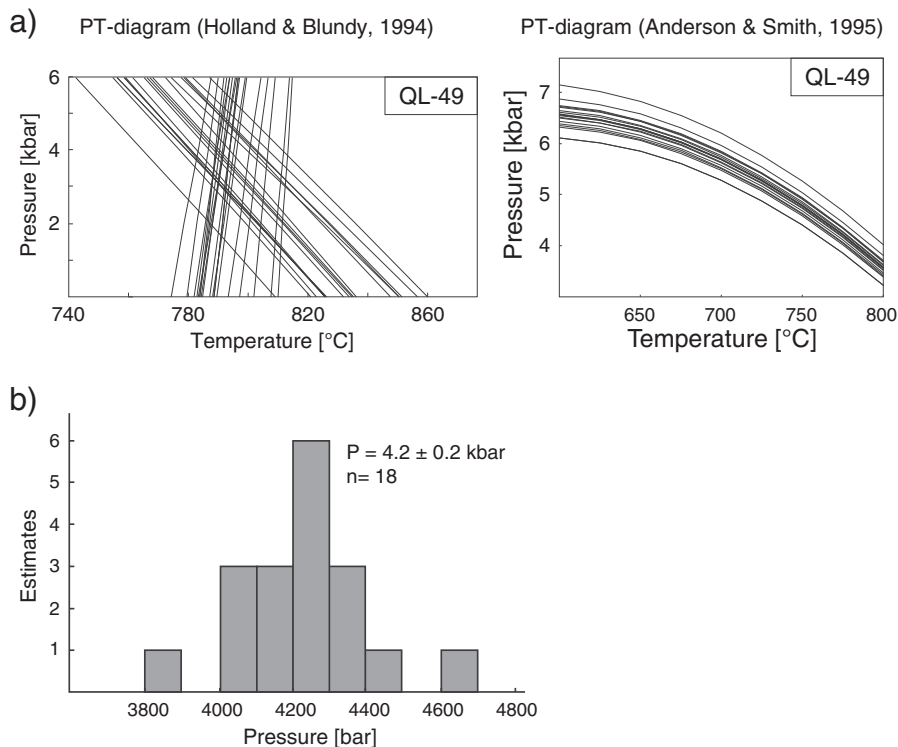 a)
PT-diagram (Holland & Blundy, 1994)
PT-diagram (Anderson & Smith, 1995)
QL-49
6
4
2
Pressure [kbar]
740
780
820
860
Temperature [°C]
QL-49
7
6
5
4
Pressure [kbar]
650
700
750
800
Temperature [°C]
b)
P = 4.2 ± 0.2 kbar
n= 18
6
5
4
3
2
1
Estimates
3800
4000
4200
4400
4600
4800
Pressure [bar]